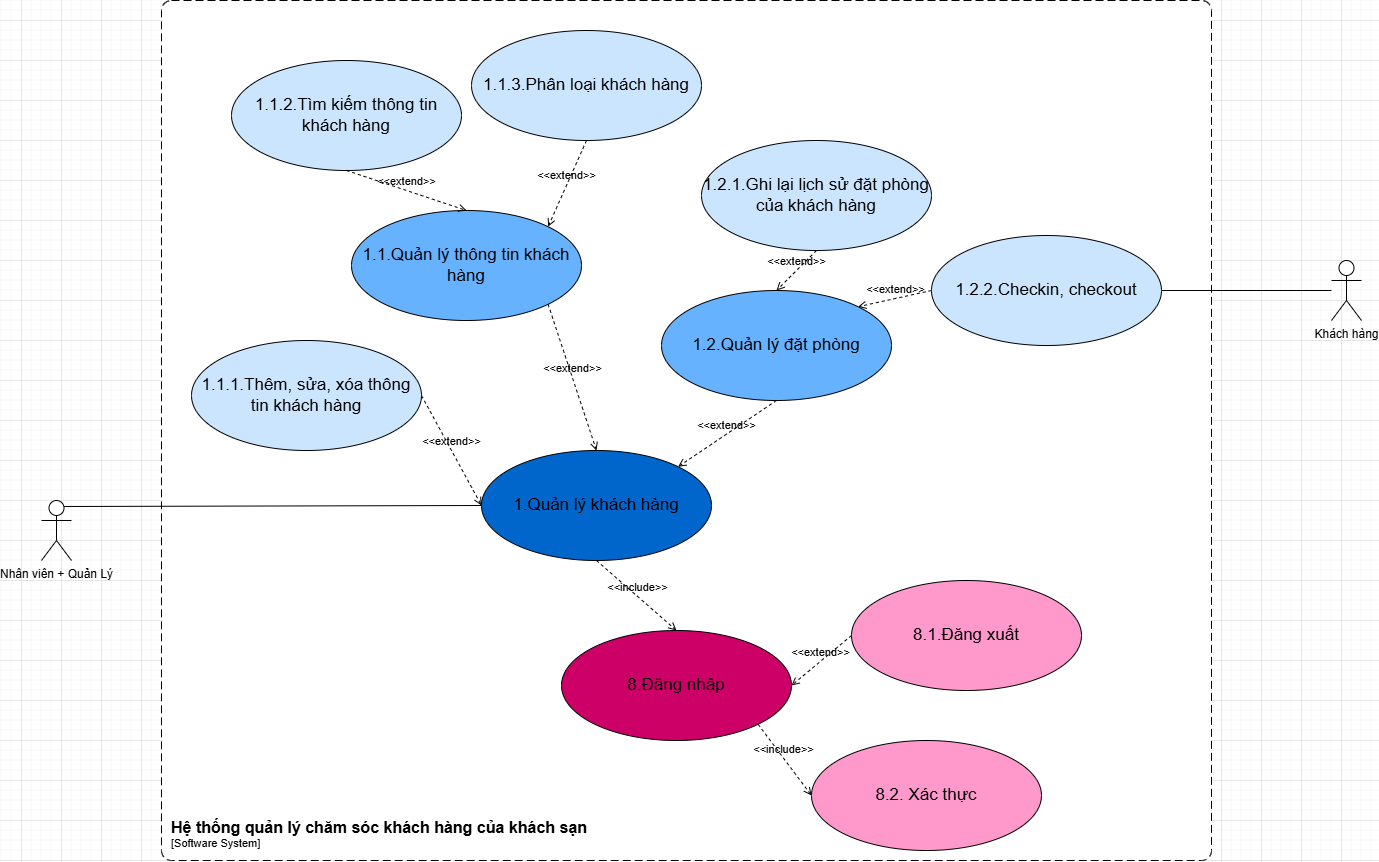 1.1.3.Phân loại khách hàng
1.1.2.Tìm kiếm thông tin
khách hàng
<<extend>>
<<extend>>
1.2.1.Ghi lại lịch sử đặt phòng
của khách hàng
1.1.Quản lý thông tin khách
hàng
<<extend>>
<<extend>>
1.2.2.Checkin, checkout
Khách hàng
1.2.Quản lý đặt phòng
<<extend>>
1.1.1.Thêm, sửa, xóa thông
tin khách hàng
<<extend>>
<<extend>>
1.Quản lý khách hàng
Nhân viên + Quản Lý
<<include>>
8.1.Đăng xuất
<<extend>>
8.Đăng nhập
<<include>>
8.2. Xác thực
Hệ thống quản lý chăm sóc khách hàng của khách sạn
[Software System]